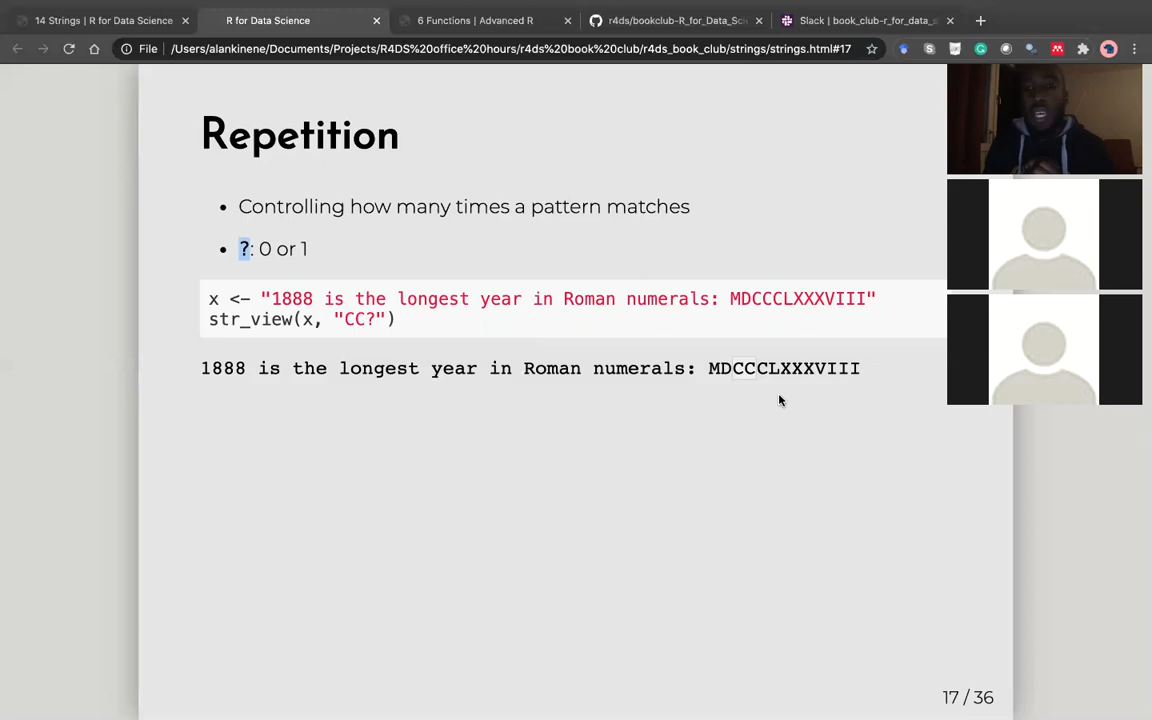 14 Strings | R for Data Science
R for Data Science
6 Functions | Advanced R
r4ds/bookclub-R_for_Data_Sci
Slack | book_club-r_for_data_s
File
/Users/alankinene/Documents/Projects/R4DS%20office%20hours/r4ds%20book%20club/r4ds_book_club/strings/strings.html#17
Repetition
• Controlling how many times a pattern matches
• ?: 0 or 1
x <- "1888 is the longest year in Roman numerals: MDCCCLXXXVIII"
str_view(x, "CC?")
1888 is the longest year in Roman numerals: MDCCCLXXXVIII
17 / 36